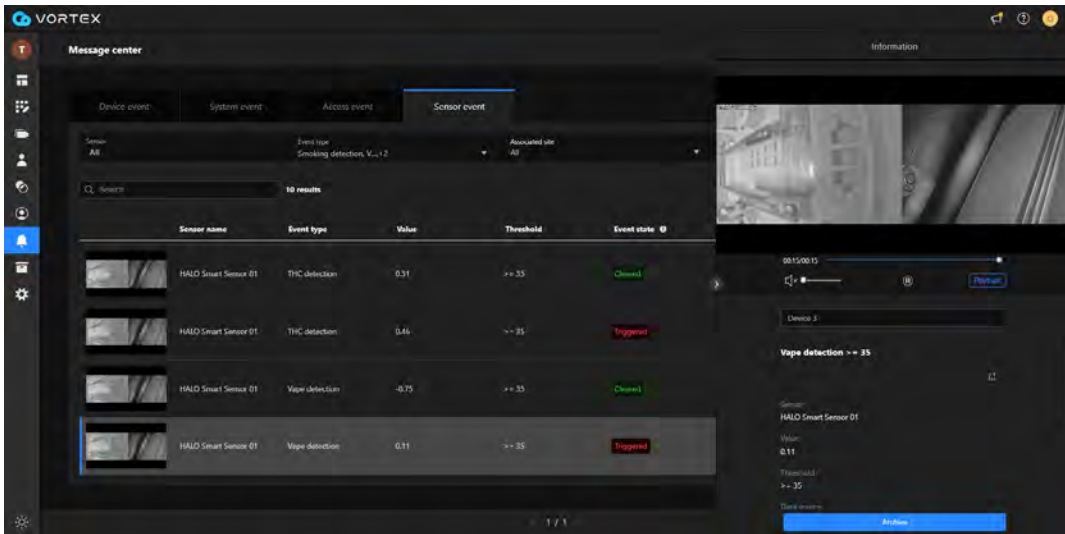 VORTEX
T
Message center
Information
Device event
System event
Access event
Sensor event
Sensor
All
Event type
Smoking detection, V...,+2
Associated site
All
Search
10 results
Sensor name
Event type
Value
Threshold
Event state
HALO Smart Sensor 01
THC detection
0.31
>= 35
Cleared
HALO Smart Sensor 01
THC detection
0.46
>= 35
Triggered
HALO Smart Sensor 01
Vape detection
-0.75
>= 35
Cleared
HALO Smart Sensor 01
Vape detection
0.11
>= 35
Triggered
1 / 1
00:15/00:15
Device 3
Vape detection >= 35
Sensor
HALO Smart Sensor 01
Value
0.11
Threshold
>= 35
Archive